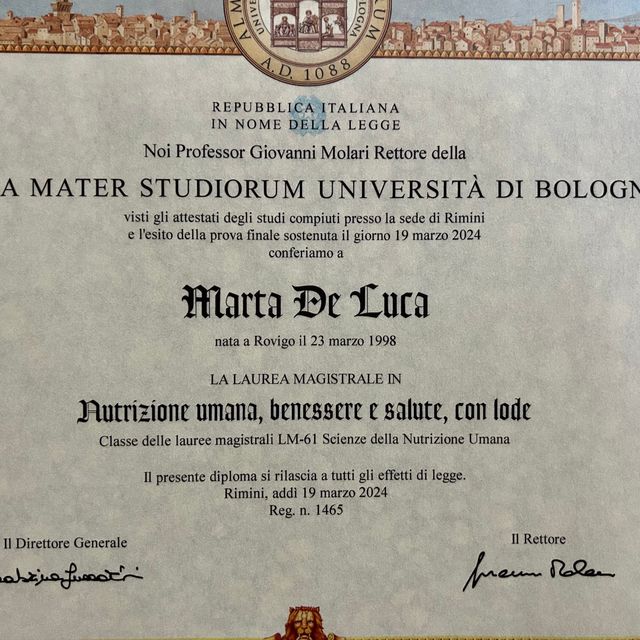 A.D. 1088
REPUBBLICA ITALIANA
IN NOME DELLA LEGGE
Noi Professor Giovanni Molari Rettore della
A MATER STUDIORUM UNIVERSITÀ DI BOLOGN
visti gli attestati degli studi compiuti presso la sede di Rimini
e l'esito della prova finale sostenuta il giorno 19 marzo 2024
conferiamo a
Marta De Luca
nata a Rovigo il 23 marzo 1998
LA LAUREA MAGISTRALE IN
Nutrizione umana, benessere e salute, con lode
Classe delle lauree magistrali LM-61 Scienze della Nutrizione Umana
Il presente diploma si rilascia a tutti gli effetti di legge.
Rimini, addì 19 marzo 2024
Reg. n. 1465
Il Direttore Generale
Il Rettore